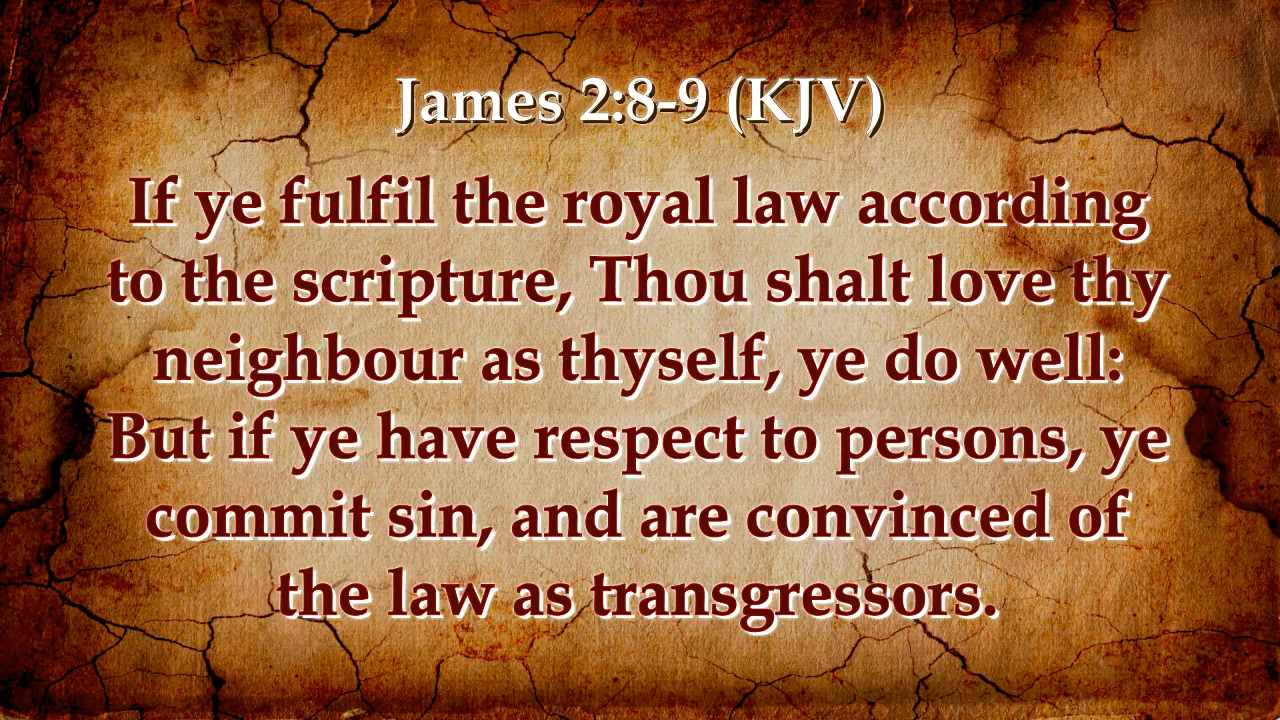 James 2:8-9 (KJV)
If ye fulfil the royal law according
to the scripture, Thou shalt love thy
neighbour as thyself, ye do well:
But if ye have respect to persons, ye
commit sin, and are convinced of
the law as transgressors.